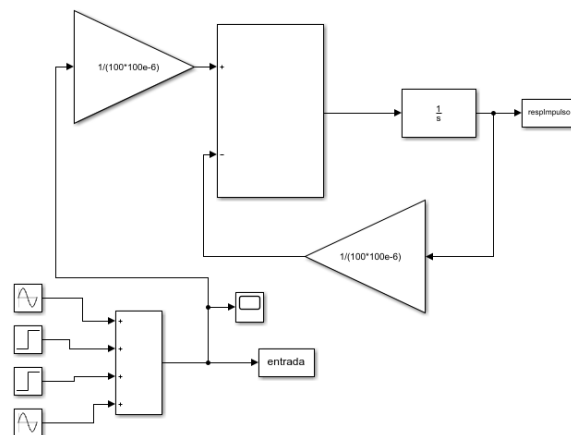 1/(100*100e-6)
+
−
1
s
respImpulso
1/(100*100e-6)
+
+
+
+
entrada